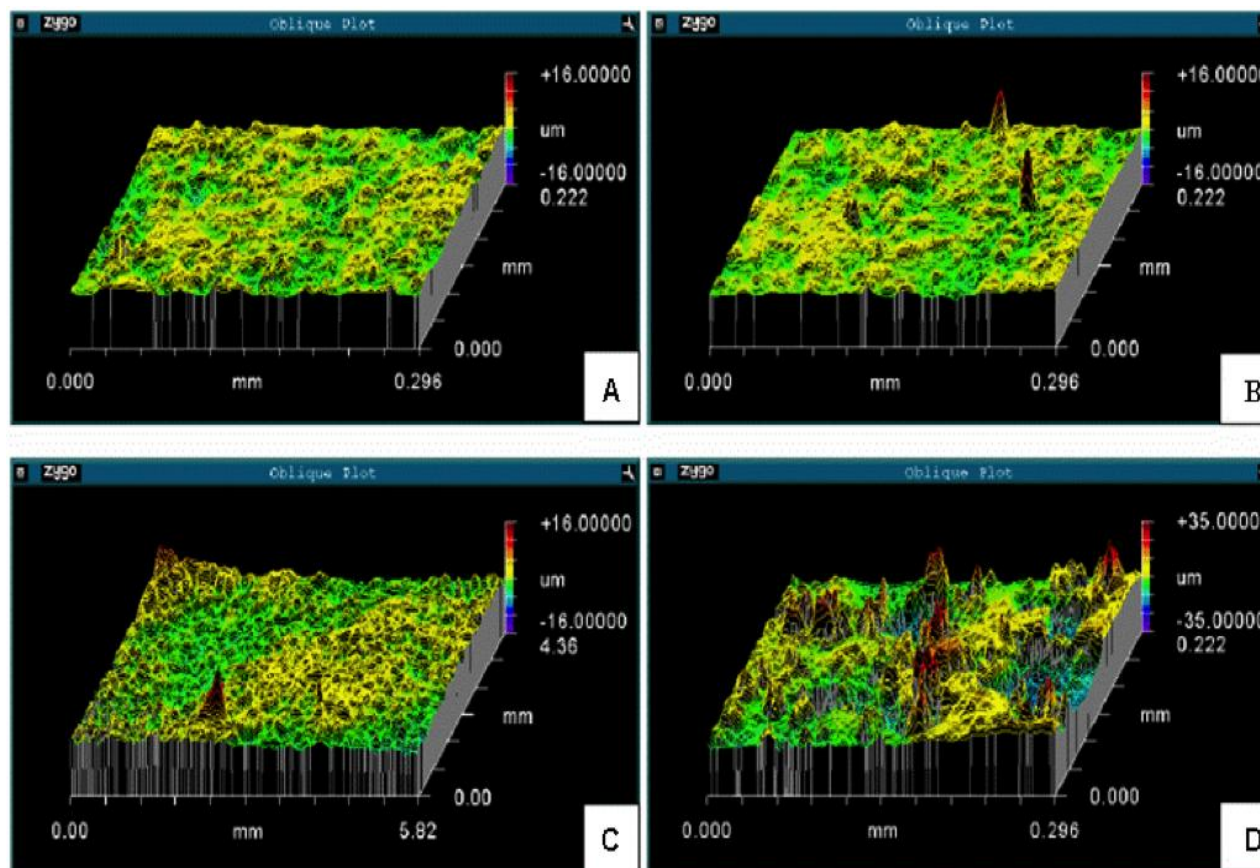 zygo Oblique Plot
+16.00000
um
-16.00000
0.222
mm
0.000
0.000 mm 0.296
A
zygo Oblique Plot
+16.00000
um
-16.00000
0.222
mm
0.000
0.000 mm 0.296
B
zygo Oblique Plot
+16.00000
um
-16.00000
4.36
mm
0.00
0.00 mm 5.82
C
zygo Oblique Plot
+35.0000
um
-35.0000
0.222
mm
0.000
0.000 mm 0.296
D